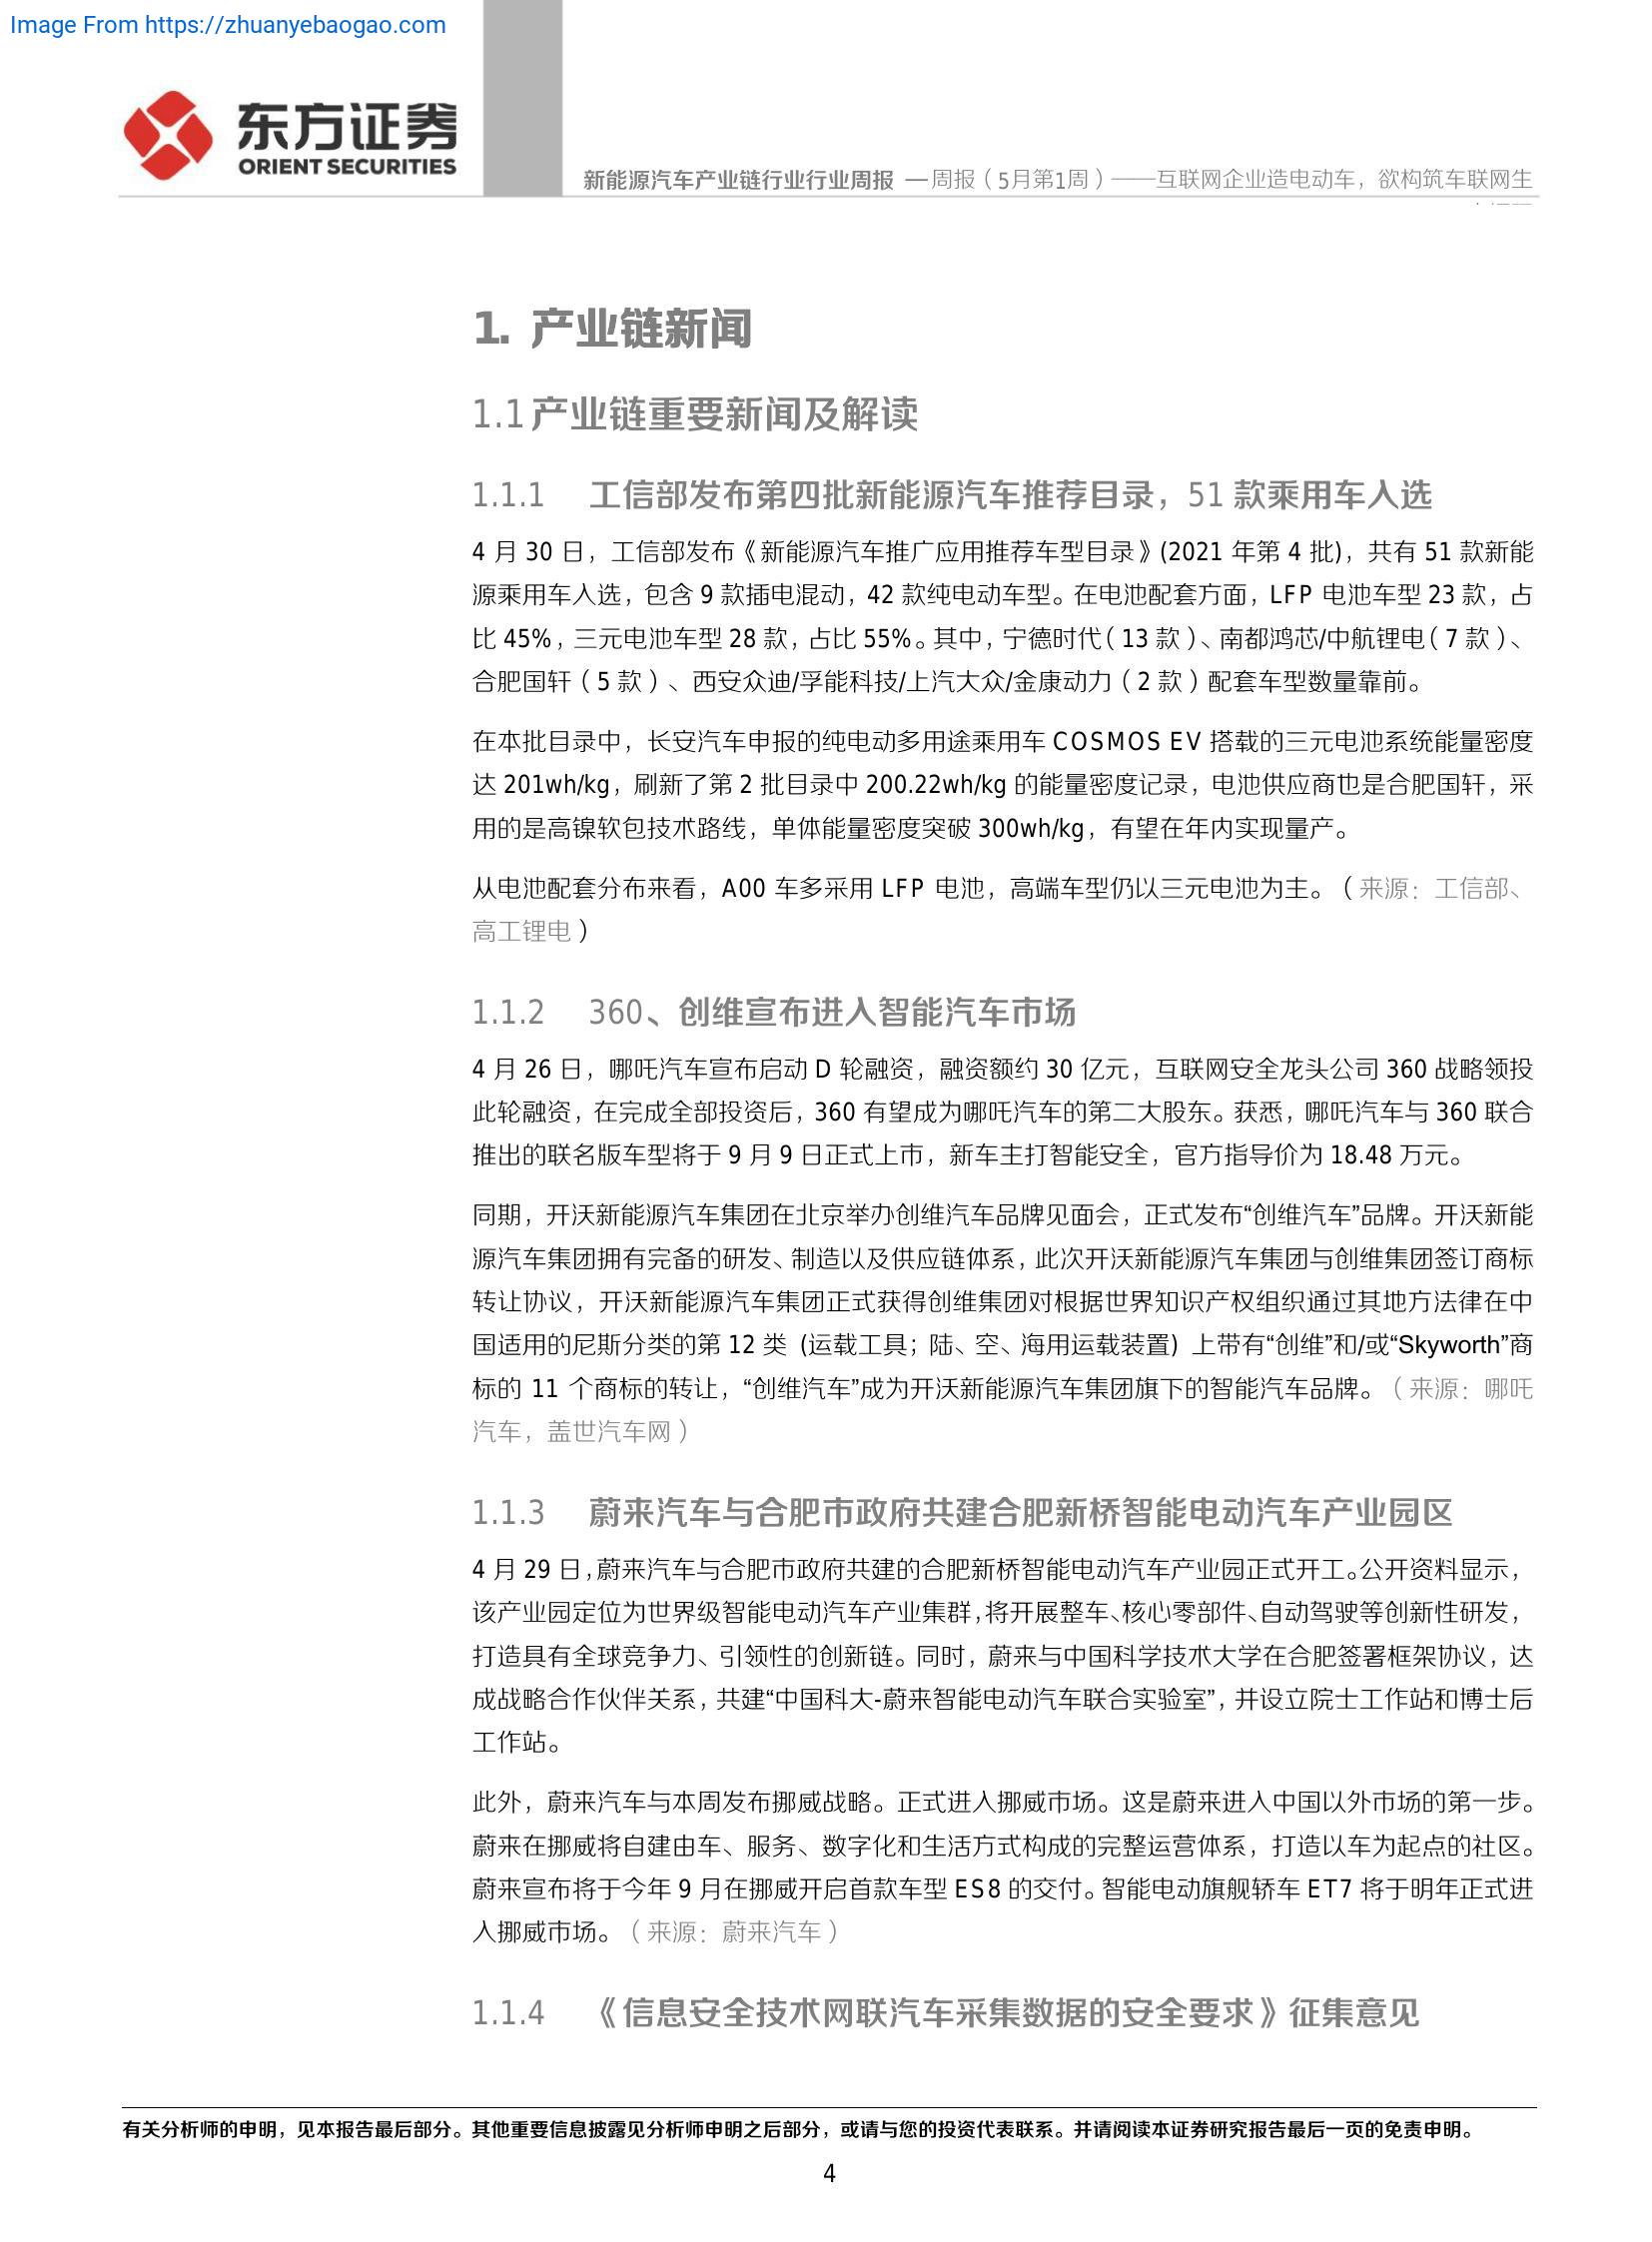 Image From https://zhuanyebaogao.com
东方证券
ORIENT SECURITIES
新能源汽车产业链行业行业周报 —周报（5月第1周）——互联网企业造电动车，欲构筑车联网生
1. 产业链新闻
1.1产业链重要新闻及解读
1.1.1 工信部发布第四批新能源汽车推荐目录，51 款乘用车入选
4 月 30 日，工信部发布《新能源汽车推广应用推荐车型目录》(2021 年第 4 批)，共有 51 款新能
源乘用车入选，包含 9 款插电混动，42 款纯电动车型。在电池配套方面，LFP 电池车型 23 款，占
比 45%，三元电池车型 28 款，占比 55%。其中，宁德时代（13 款）、南都鸿芯/中航锂电（7 款）、
合肥国轩（5 款）、西安众迪/孚能科技/上汽大众/金康动力（2 款）配套车型数量靠前。
在本批目录中，长安汽车申报的纯电动多用途乘用车 COSMOS EV 搭载的三元电池系统能量密度
达 201wh/kg，刷新了第 2 批目录中 200.22wh/kg 的能量密度记录，电池供应商也是合肥国轩，采
用的是高镍软包技术路线，单体能量密度突破 300wh/kg，有望在年内实现量产。
从电池配套分布来看，A00 车多采用 LFP 电池，高端车型仍以三元电池为主。（来源：工信部、
高工锂电）
1.1.2 360、创维宣布进入智能汽车市场
4 月 26 日，哪吒汽车宣布启动 D 轮融资，融资额约 30 亿元，互联网安全龙头公司 360 战略领投
此轮融资，在完成全部投资后，360 有望成为哪吒汽车的第二大股东。获悉，哪吒汽车与 360 联合
推出的联名版车型将于 9 月 9 日正式上市，新车主打智能安全，官方指导价为 18.48 万元。
同期，开沃新能源汽车集团在北京举办创维汽车品牌见面会，正式发布“创维汽车”品牌。开沃新能
源汽车集团拥有完备的研发、制造以及供应链体系，此次开沃新能源汽车集团与创维集团签订商标
转让协议，开沃新能源汽车集团正式获得创维集团对根据世界知识产权组织通过其地方法律在中
国适用的尼斯分类的第 12 类 (运载工具；陆、空、海用运载装置) 上带有“创维”和/或“Skyworth”商
标的 11 个商标的转让，“创维汽车”成为开沃新能源汽车集团旗下的智能汽车品牌。（来源：哪吒
汽车，盖世汽车网）
1.1.3 蔚来汽车与合肥市政府共建合肥新桥智能电动汽车产业园区
4 月 29 日，蔚来汽车与合肥市政府共建的合肥新桥智能电动汽车产业园正式开工。公开资料显示，
该产业园定位为世界级智能电动汽车产业集群，将开展整车、核心零部件、自动驾驶等创新性研发，
打造具有全球竞争力、引领性的创新链。同时，蔚来与中国科学技术大学在合肥签署框架协议，达
成战略合作伙伴关系，共建“中国科大-蔚来智能电动汽车联合实验室”，并设立院士工作站和博士后
工作站。
此外，蔚来汽车与本周发布挪威战略。正式进入挪威市场。这是蔚来进入中国以外市场的第一步。
蔚来在挪威将自建由车、服务、数字化和生活方式构成的完整运营体系，打造以车为起点的社区。
蔚来宣布将于今年 9 月在挪威开启首款车型 ES8 的交付。智能电动旗舰轿车 ET7 将于明年正式进
入挪威市场。（来源：蔚来汽车）
1.1.4 《信息安全技术网联汽车采集数据的安全要求》征集意见
有关分析师的申明，见本报告最后部分。其他重要信息披露见分析师申明之后部分，或请与您的投资代表联系。并请阅读本证券研究报告最后一页的免责申明。
4